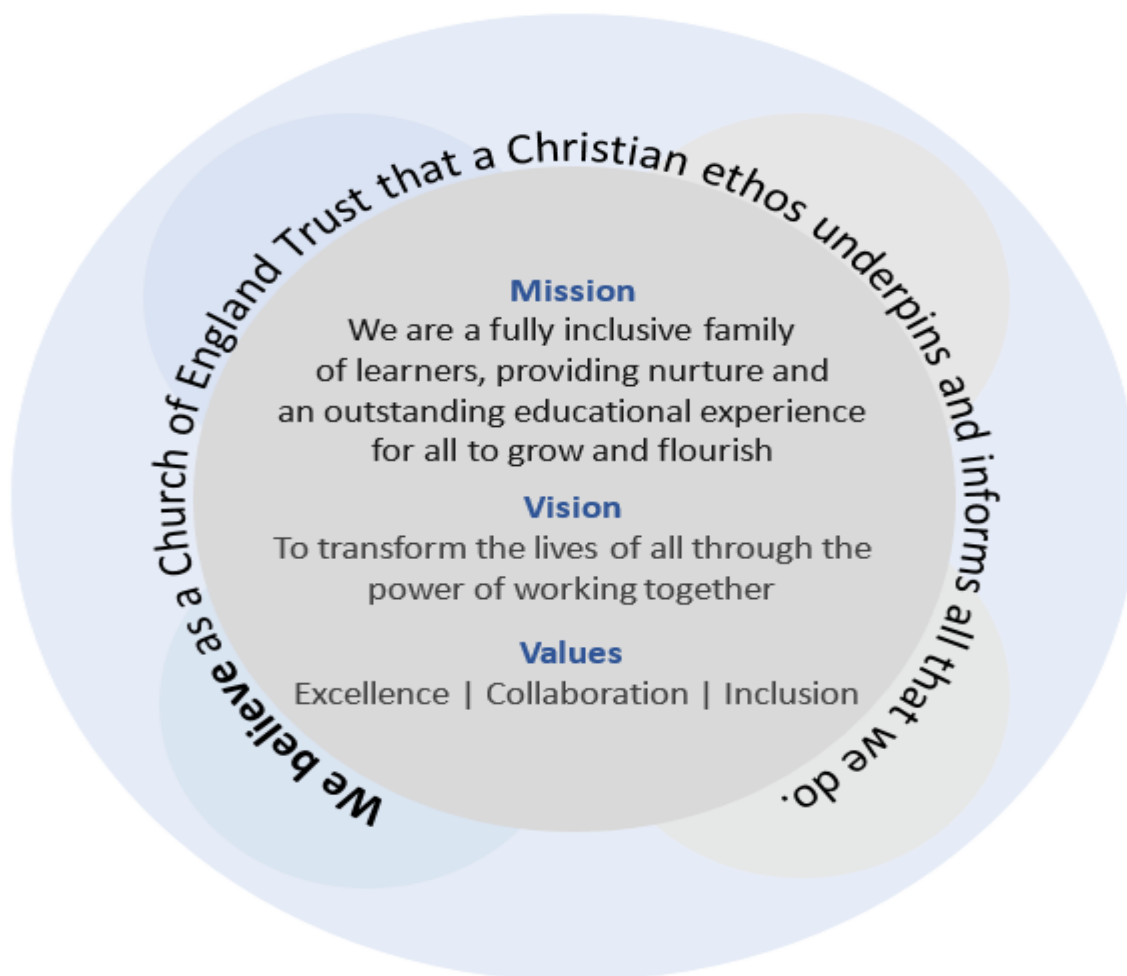 We believe as a Church of England Trust that a Christian ethos underpins and informs all that we do.
Mission
We are a fully inclusive family
of learners, providing nurture and
an outstanding educational experience
for all to grow and flourish
Vision
To transform the lives of all through the
power of working together
Values
Excellence | Collaboration | Inclusion